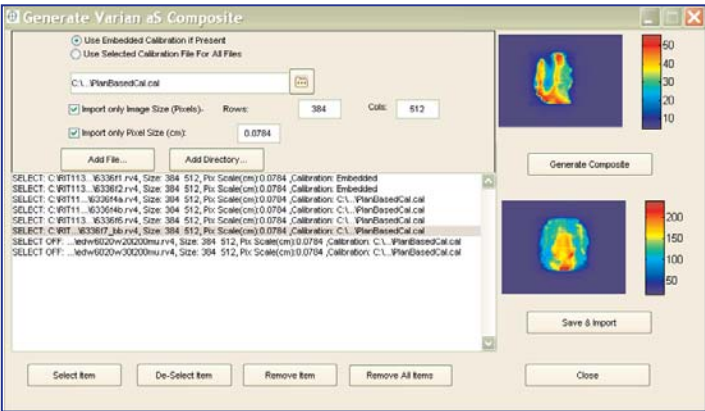 Generate Varian aS Composite
Use Embedded Calibration if Present
Use Selected Calibration File For All Files
C:\...\PlanBasedCal.cal
Import only Image Size (Pixels)- Rows: 384 Cols: 512
Import only Pixel Size (cm): 0.0784
Add File... Add Directory...
SELECT: C:\RIT113...\6336f1.rv4, Size: 384 512, Pix Scale(cm):0.0784 ,Calibration: Embedded
SELECT: C:\RIT113...\6336f2.rv4, Size: 384 512, Pix Scale(cm):0.0784 ,Calibration: Embedded
SELECT: C:\RIT11...\6336f4a.rv4, Size: 384 512, Pix Scale(cm):0.0784 ,Calibration: C:\...\PlanBasedCal.cal
SELECT: C:\RIT11...\6336f4b.rv4, Size: 384 512, Pix Scale(cm):0.0784 ,Calibration: C:\...\PlanBasedCal.cal
SELECT: C:\RIT113...\6336f6.rv4, Size: 384 512, Pix Scale(cm):0.0784 ,Calibration: C:\...\PlanBasedCal.cal
SELECT: C:\RIT...\6336f7_bb.rv4, Size: 384 512, Pix Scale(cm):0.0784 ,Calibration: C:\...\PlanBasedCal.cal
SELECT OFF: ...\edw6020w20l200mu.rv4, Size: 384 512, Pix Scale(cm):0.0784 ,Calibration: C:\...\PlanBasedCal.cal
SELECT OFF: ...\edw6020w30l200mu.rv4, Size: 384 512, Pix Scale(cm):0.0784 ,Calibration: C:\...\PlanBasedCal.cal
Select Item De-Select Item Remove Item Remove All Items
50
40
30
20
10
Generate Composite
200
150
100
50
Save & Import
Close